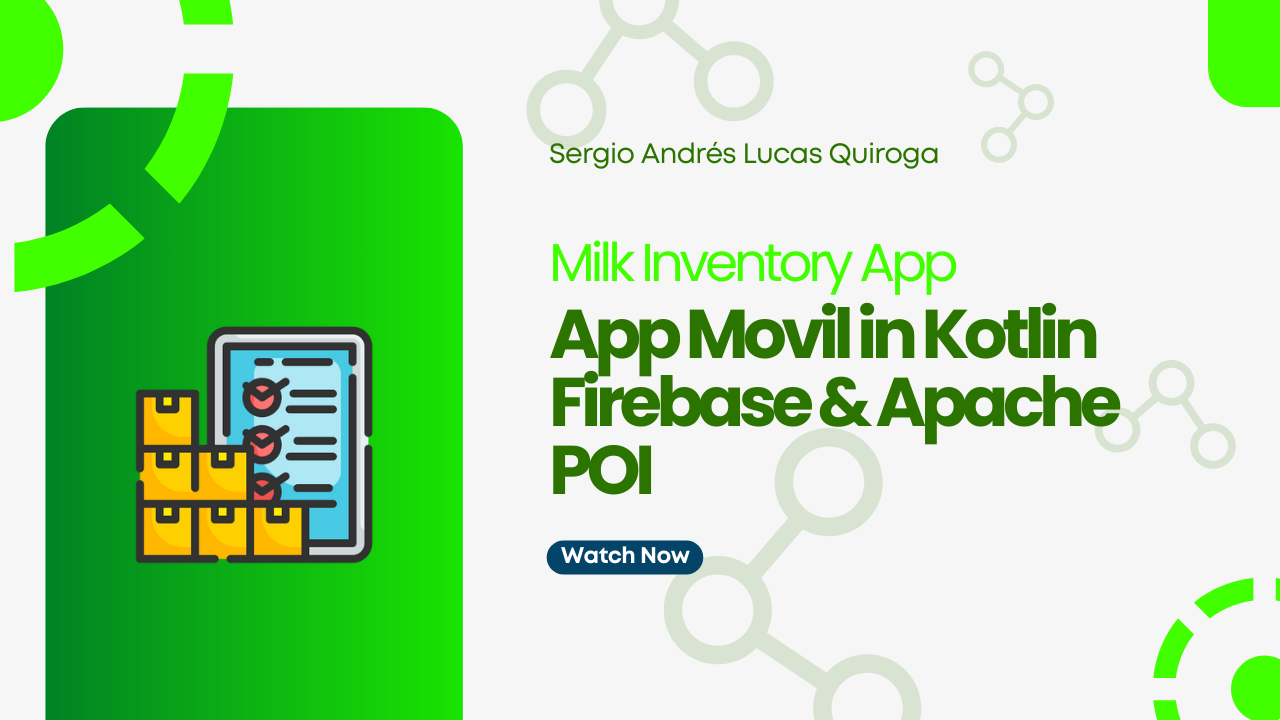 Sergio Andrés Lucas Quiroga
Milk Inventory App
App Movil in Kotlin
Firebase & Apache
POI
Watch Now